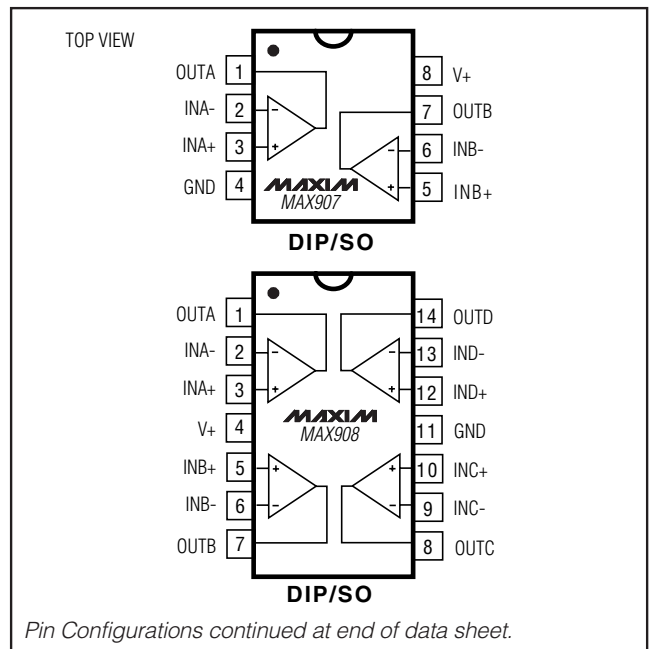 TOP VIEW
OUTA 1 8 V+
INA- 2 - 7 OUTB
INA+ 3 + - 6 INB-
GND 4 MAXIM + 5 INB+
MAX907
DIP/SO
OUTA 1 14 OUTD
INA- 2 - - 13 IND-
INA+ 3 + + 12 IND+
V+ 4 MAXIM 11 GND
MAX908
INB+ 5 + + 10 INC+
INB- 6 - - 9 INC-
OUTB 7 8 OUTC
DIP/SO
Pin Configurations continued at end of data sheet.